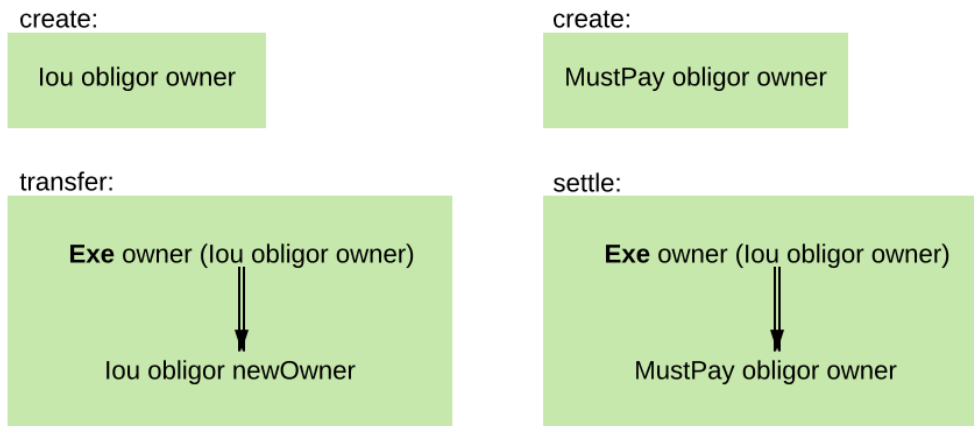 create:
Iou obligor owner
create:
MustPay obligor owner
transfer:
Exe owner (Iou obligor owner)
Iou obligor newOwner
settle:
Exe owner (Iou obligor owner)
MustPay obligor owner